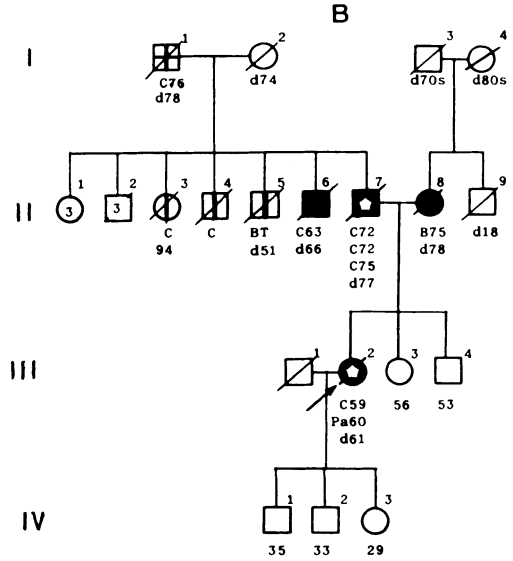 B
I
1 2 3 4
C76 d74 d70s d80s
d78
II
1 2 3 4 5 6 7 8 9
3 3
C C BT C63 C72 B75 d18
94 d51 d66 C72 d78
C75
d77
III
1 2 3 4
C59 56 53
Pa60
d61
IV
1 2 3
35 33 29